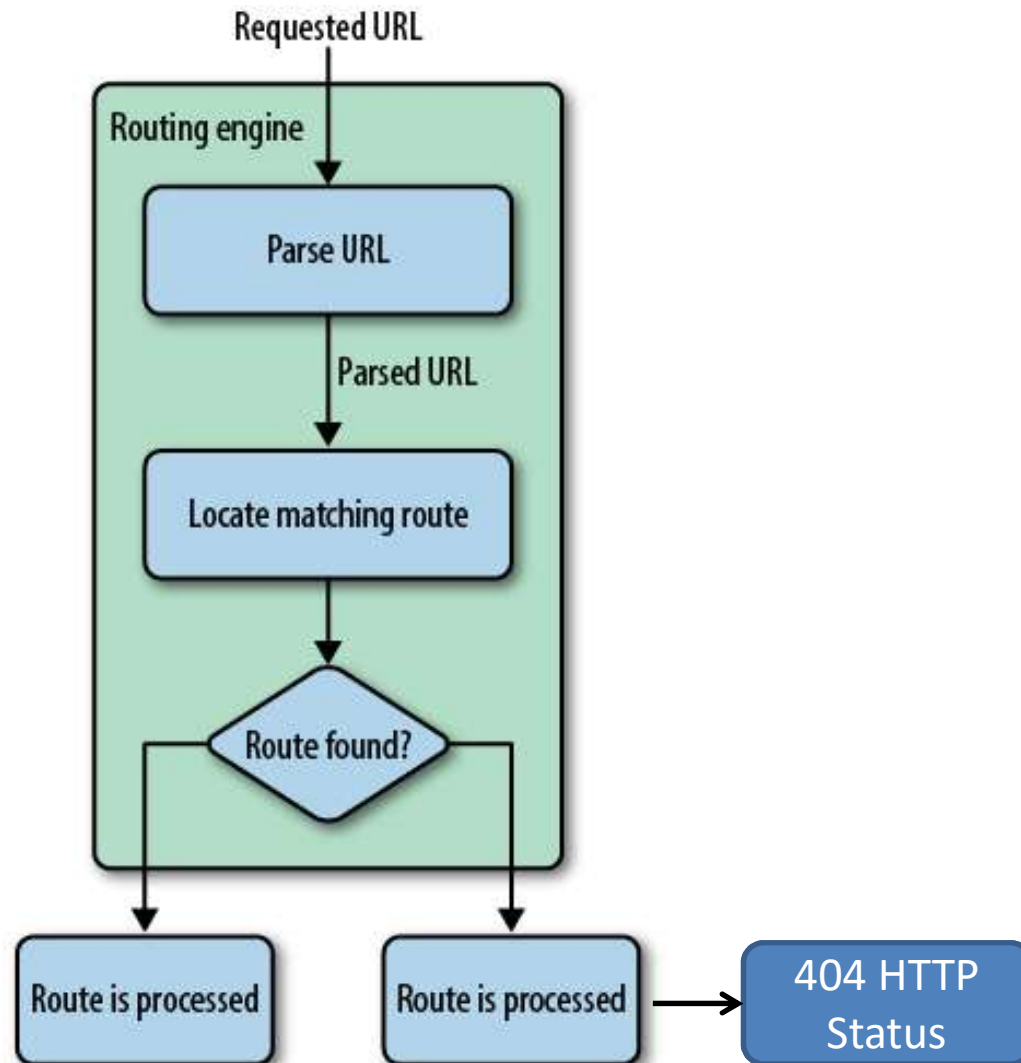 Requested URL
Routing engine
Parse URL
Parsed URL
Locate matching route
Route found?
Route is processed
Route is processed
404 HTTP
Status